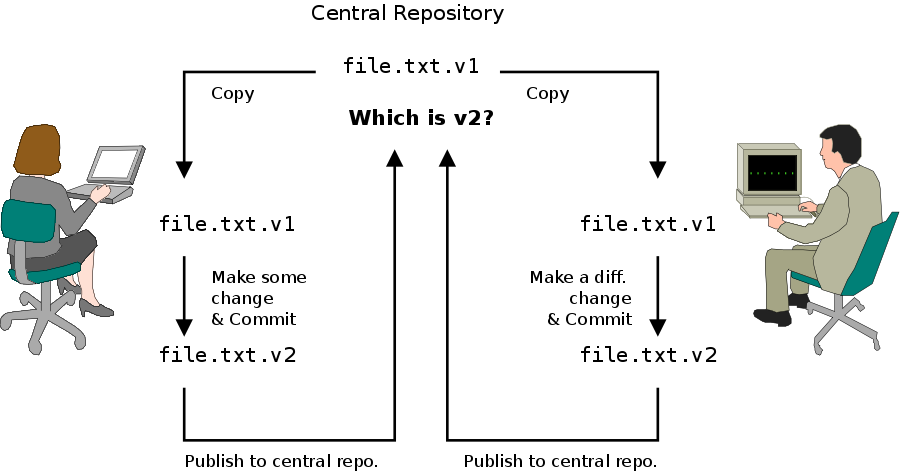 Central Repository
file.txt.v1
Copy
Copy
Which is v2?
file.txt.v1
file.txt.v1
Make some
change
& Commit
Make a diff.
change
& Commit
file.txt.v2
file.txt.v2
Publish to central repo.
Publish to central repo.